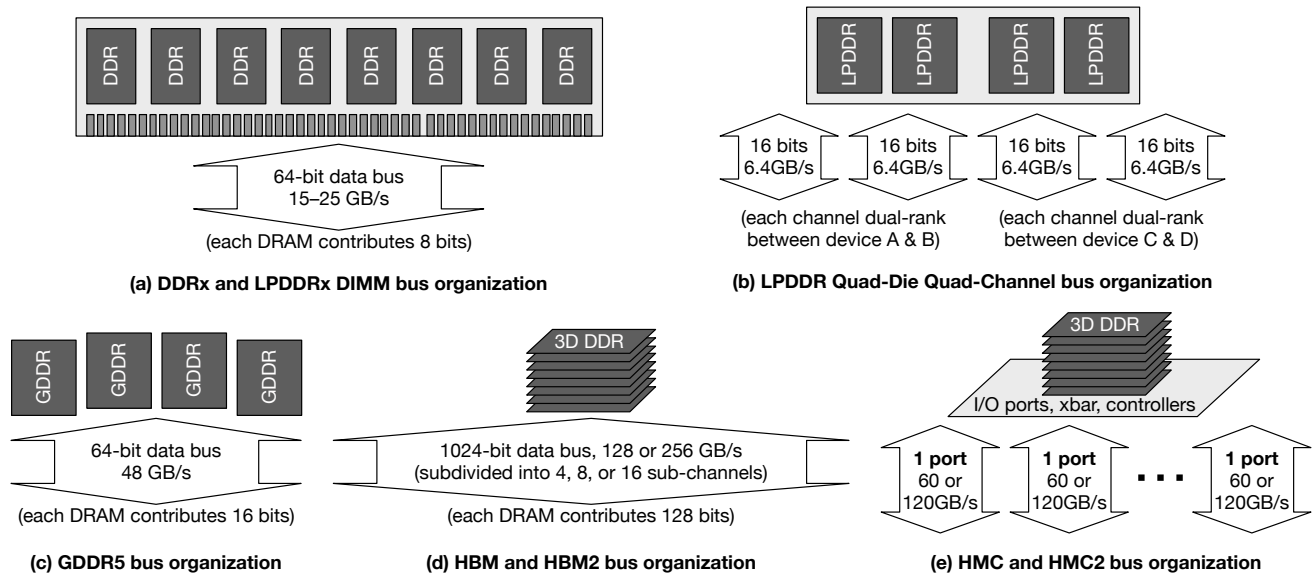 DDR
DDR
DDR
DDR
DDR
DDR
DDR
DDR
64-bit data bus
15–25 GB/s
(each DRAM contributes 8 bits)
(a) DDRx and LPDDRx DIMM bus organization
LPDDR
LPDDR
LPDDR
LPDDR
16 bits
6.4GB/s
16 bits
6.4GB/s
16 bits
6.4GB/s
16 bits
6.4GB/s
(each channel dual-rank
between device A & B)
(each channel dual-rank
between device C & D)
(b) LPDDR Quad-Die Quad-Channel bus organization
GDDR
GDDR
GDDR
GDDR
64-bit data bus
48 GB/s
(each DRAM contributes 16 bits)
(c) GDDR5 bus organization
3D DDR
1024-bit data bus, 128 or 256 GB/s
(subdivided into 4, 8, or 16 sub-channels)
(each DRAM contributes 128 bits)
(d) HBM and HBM2 bus organization
3D DDR
I/O ports, xbar, controllers
1 port
60 or
120GB/s
1 port
60 or
120GB/s
1 port
60 or
120GB/s
(e) HMC and HMC2 bus organization